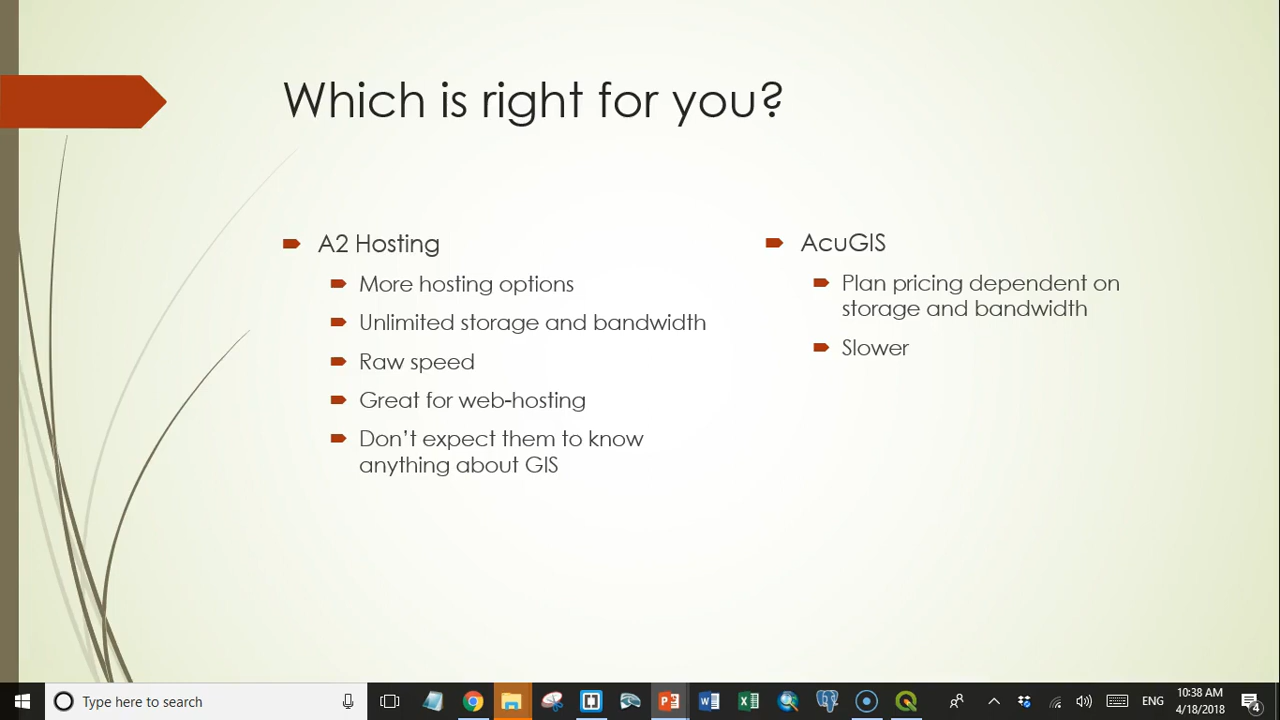 Which is right for you?
A2 Hosting
More hosting options
Unlimited storage and bandwidth
Raw speed
Great for web-hosting
Don’t expect them to know
anything about GIS
AcuGIS
Plan pricing dependent on
storage and bandwidth
Slower
Type here to search
ENG
10:38 AM
4/18/2018
4